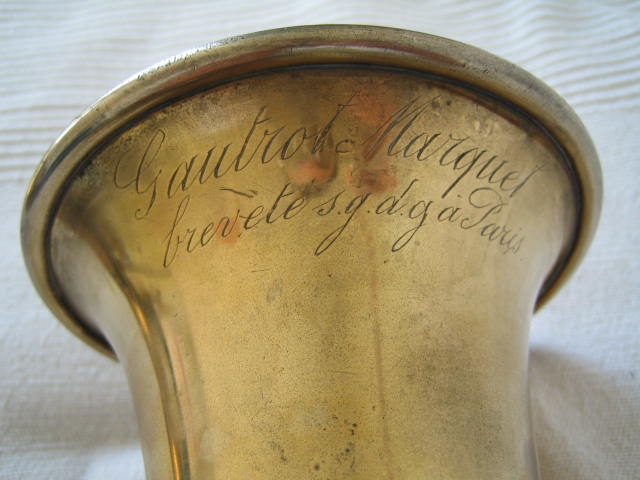 Gautrot-Marquet
breveté s.g.d.g à Paris